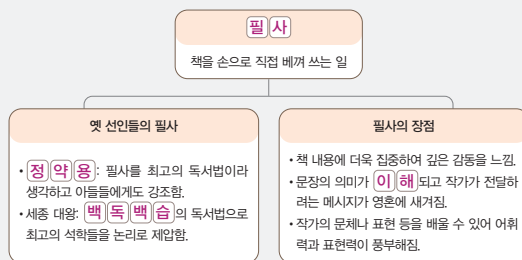 필사
책을 손으로 직접 베껴 쓰는 일
옛 선인들의 필사
• 정약용: 필사를 최고의 독서법이라
생각하고 아들들에게도 강조함.
• 세종 대왕: 백독백습의 독서법으로
최고의 석학들을 논리로 제압함.
필사의 장점
• 책 내용에 더욱 집중하여 깊은 감동을 느낌.
• 문장의 의미가 이해되고 작가가 전달하
려는 메시지가 영혼에 새겨짐.
• 작가의 문체나 표현 등을 배울 수 있어 어휘
력과 표현력이 풍부해짐.